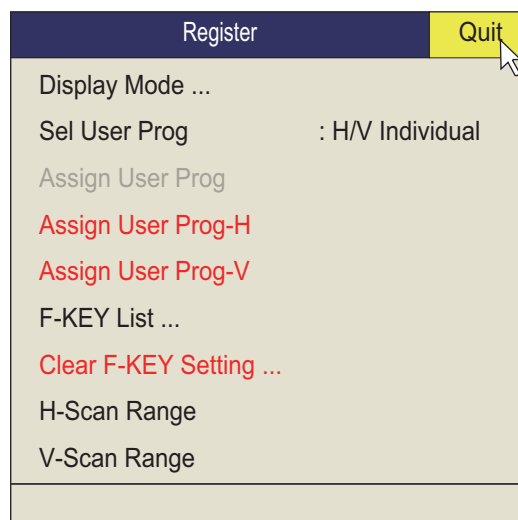 Register Quit
Display Mode ...
Sel User Prog : H/V Individual
Assign User Prog
Assign User Prog-H
Assign User Prog-V
F-KEY List ...
Clear F-KEY Setting ...
H-Scan Range
V-Scan Range